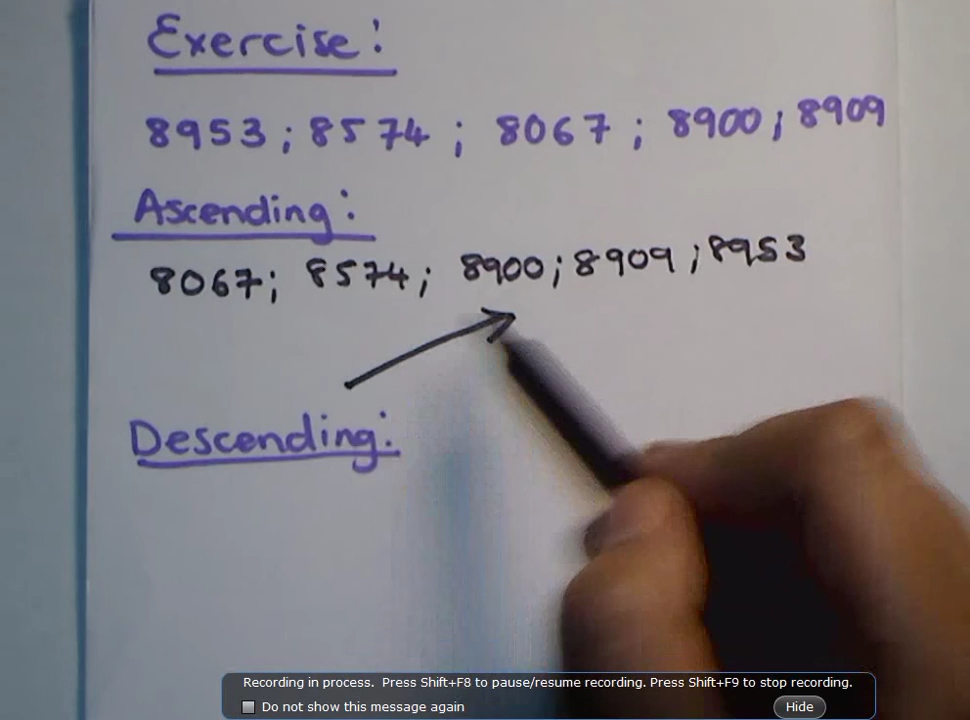 Exercise:
8953 ; 8574 ; 8067 ; 8900 ; 8909
Ascending:
8067; 8574; 8900; 8909; 8953
Descending:
Recording in process. Press Shift+F8 to pause/resume recording. Press Shift+F9 to stop recording.
Do not show this message again
Hide